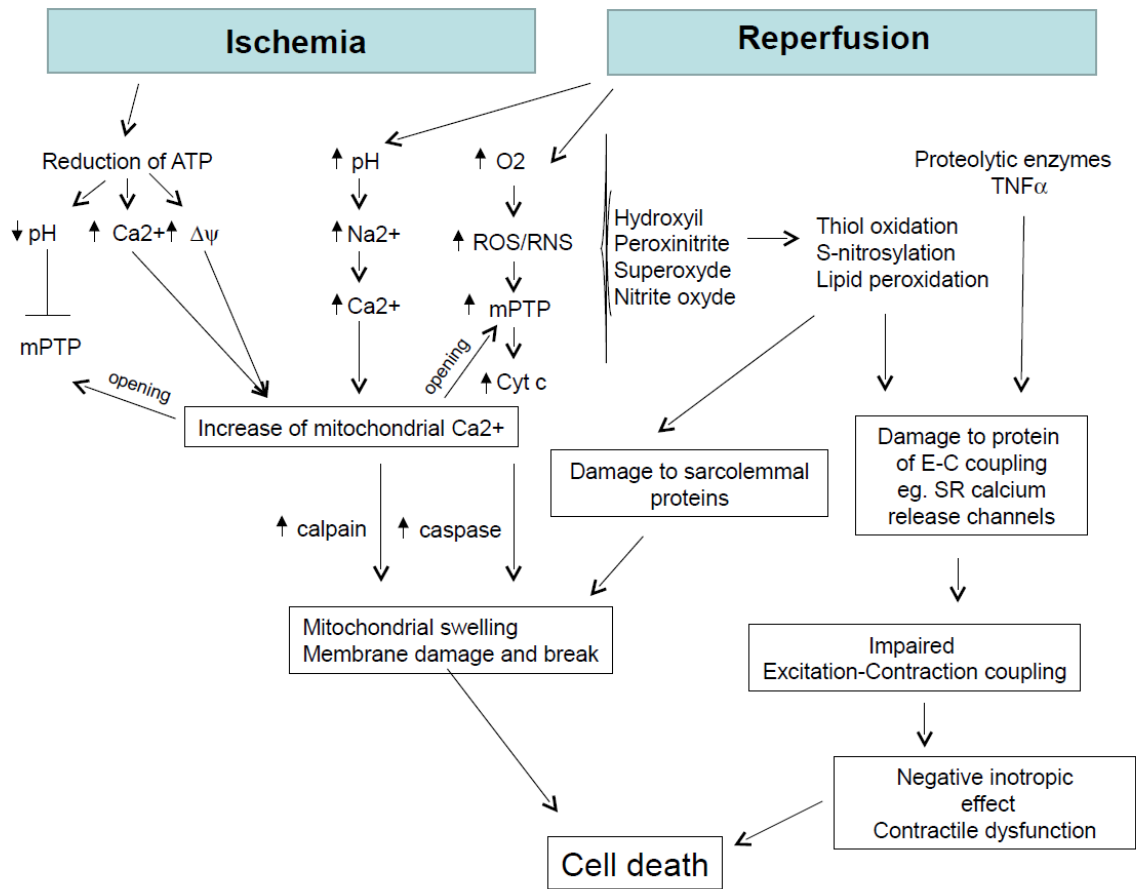 Ischemia
Reperfusion
Reduction of ATP
pH
Ca2+
Δψ
mPTP
opening
pH
Na2+
Ca2+
O2
ROS/RNS
mPTP
Cyt c
opening
Hydroxyil
Peroxinitrite
Superoxyde
Nitrite oxyde
Thiol oxidation
S-nitrosylation
Lipid peroxidation
Proteolytic enzymes
TNFα
Increase of mitochondrial Ca2+
calpain
caspase
Damage to sarcolemmal
proteins
Damage to protein
of E-C coupling
eg. SR calcium
release channels
Mitochondrial swelling
Membrane damage and break
Impaired
Excitation-Contraction coupling
Negative inotropic
effect
Contractile dysfunction
Cell death